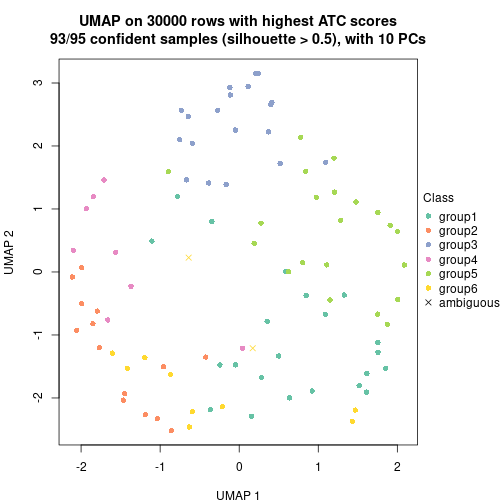 UMAP on 30000 rows with highest ATC scores
93/95 confident samples (silhouette > 0.5), with 10 PCs
3
2
1
0
-1
-2
UMAP 2
-2 -1 0 1 2
UMAP 1
Class
group1
group2
group3
group4
group5
group6
ambiguous